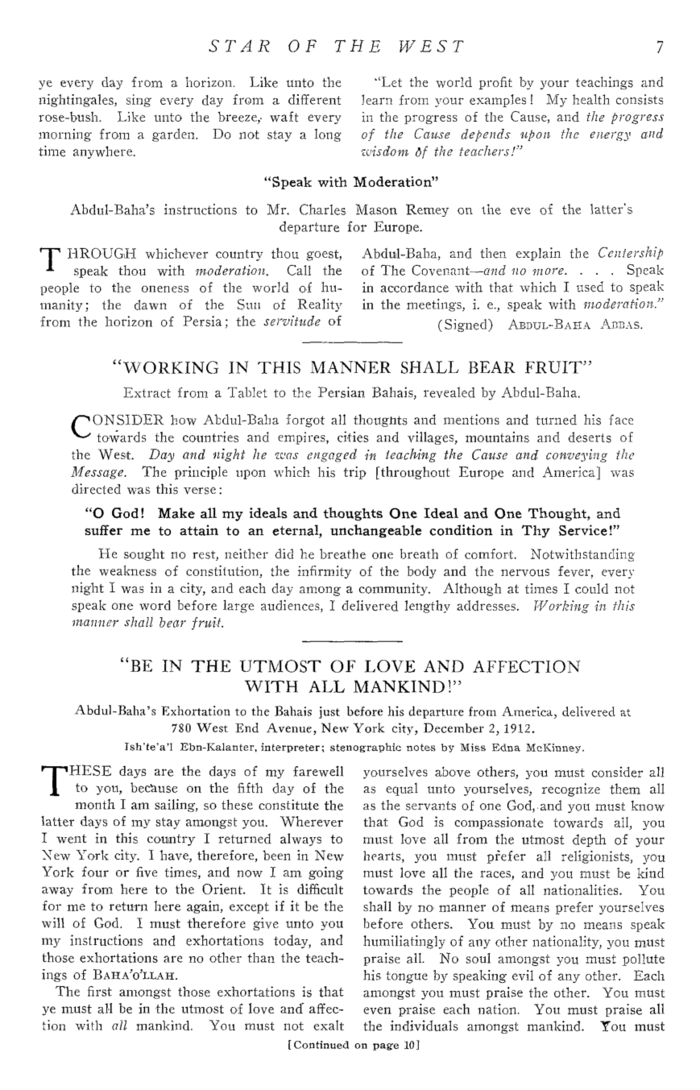 STAR OF THE WEST 7
ye every day from a horizon. Like unto the
nightingales, sing every day from a different
rose-bush. Like unto the breeze, waft every
morning from a garden. Do not stay a long
time anywhere.
"Let the world profit by your teachings and
learn from your examples! My health consists
in the progress of the Cause, and the progress
of the Cause depends upon the energy and
wisdom of the teachers!"
"Speak with Moderation"
Abdul-Baha's instructions to Mr. Charles Mason Remey on the eve of the latter's
departure for Europe.
THROUGH whichever country thou goest,
speak thou with moderation. Call the
people to the oneness of the world of hu-
manity; the dawn of the Sun of Reality
from the horizon of Persia; the servitude of
Abdul-Baha, and then explain the Centership
of The Covenant—and no more. . . . Speak
in accordance with that which I used to speak
in the meetings, i. e., speak with moderation."
(Signed) ABDUL-BAHA ABBAS.
"WORKING IN THIS MANNER SHALL BEAR FRUIT"
Extract from a Tablet to the Persian Bahais, revealed by Abdul-Baha.
CONSIDER how Abdul-Baha forgot all thoughts and mentions and turned his face
towards the countries and empires, cities and villages, mountains and deserts of
the West. Day and night he was engaged in teaching the Cause and conveying the
Message. The principle upon which his trip [throughout Europe and America] was
directed was this verse:
"O God! Make all my ideals and thoughts One Ideal and One Thought, and
suffer me to attain to an eternal, unchangeable condition in Thy Service!"
He sought no rest, neither did he breathe one breath of comfort. Notwithstanding
the weakness of constitution, the infirmity of the body and the nervous fever, every
night I was in a city, and each day among a community. Although at times I could not
speak one word before large audiences, I delivered lengthy addresses. Working in this
manner shall bear fruit.
"BE IN THE UTMOST OF LOVE AND AFFECTION
WITH ALL MANKIND!"
Abdul-Baha's Exhortation to the Bahais just before his departure from America, delivered at
780 West End Avenue, New York city, December 2, 1912.
Ish'te'a'l Ebn-Kalanter, interpreter; stenographic notes by Miss Edna McKinney.
THESE days are the days of my farewell
to you, because on the fifth day of the
month I am sailing, so these constitute the
latter days of my stay amongst you. Wherever
I went in this country I returned always to
New York city. I have, therefore, been in New
York four or five times, and now I am going
away from here to the Orient. It is difficult
for me to return here again, except if it be the
will of God. I must therefore give unto you
my instructions and exhortations today, and
those exhortations are no other than the teach-
ings of BAHA'O'LLAH.
The first amongst those exhortations is that
ye must all be in the utmost of love and affec-
tion with all mankind. You must not exalt
yourselves above others, you must consider all
as equal unto yourselves, recognize them all
as the servants of one God, and you must know
that God is compassionate towards all, you
must love all from the utmost depth of your
hearts, you must prefer all religionists, you
must love all the races, and you must be kind
towards the people of all nationalities. You
shall by no manner of means prefer yourselves
before others. You must by no means speak
humiliatingly of any other nationality, you must
praise all. No soul amongst you must pollute
his tongue by speaking evil of any other. Each
amongst you must praise the other. You must
even praise each nation. You must praise all
the individuals amongst mankind. You must
[Continued on page 10]